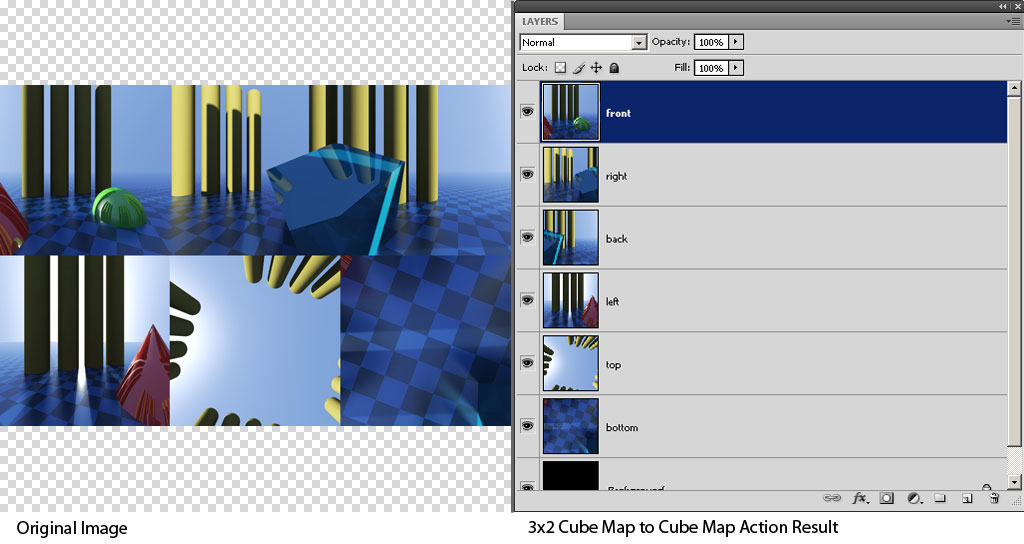 LAYERS
Normal Opacity: 100%
Lock: Fill: 100%
front
right
back
left
top
bottom
Background
fx
Original Image
3x2 Cube Map to Cube Map Action Result